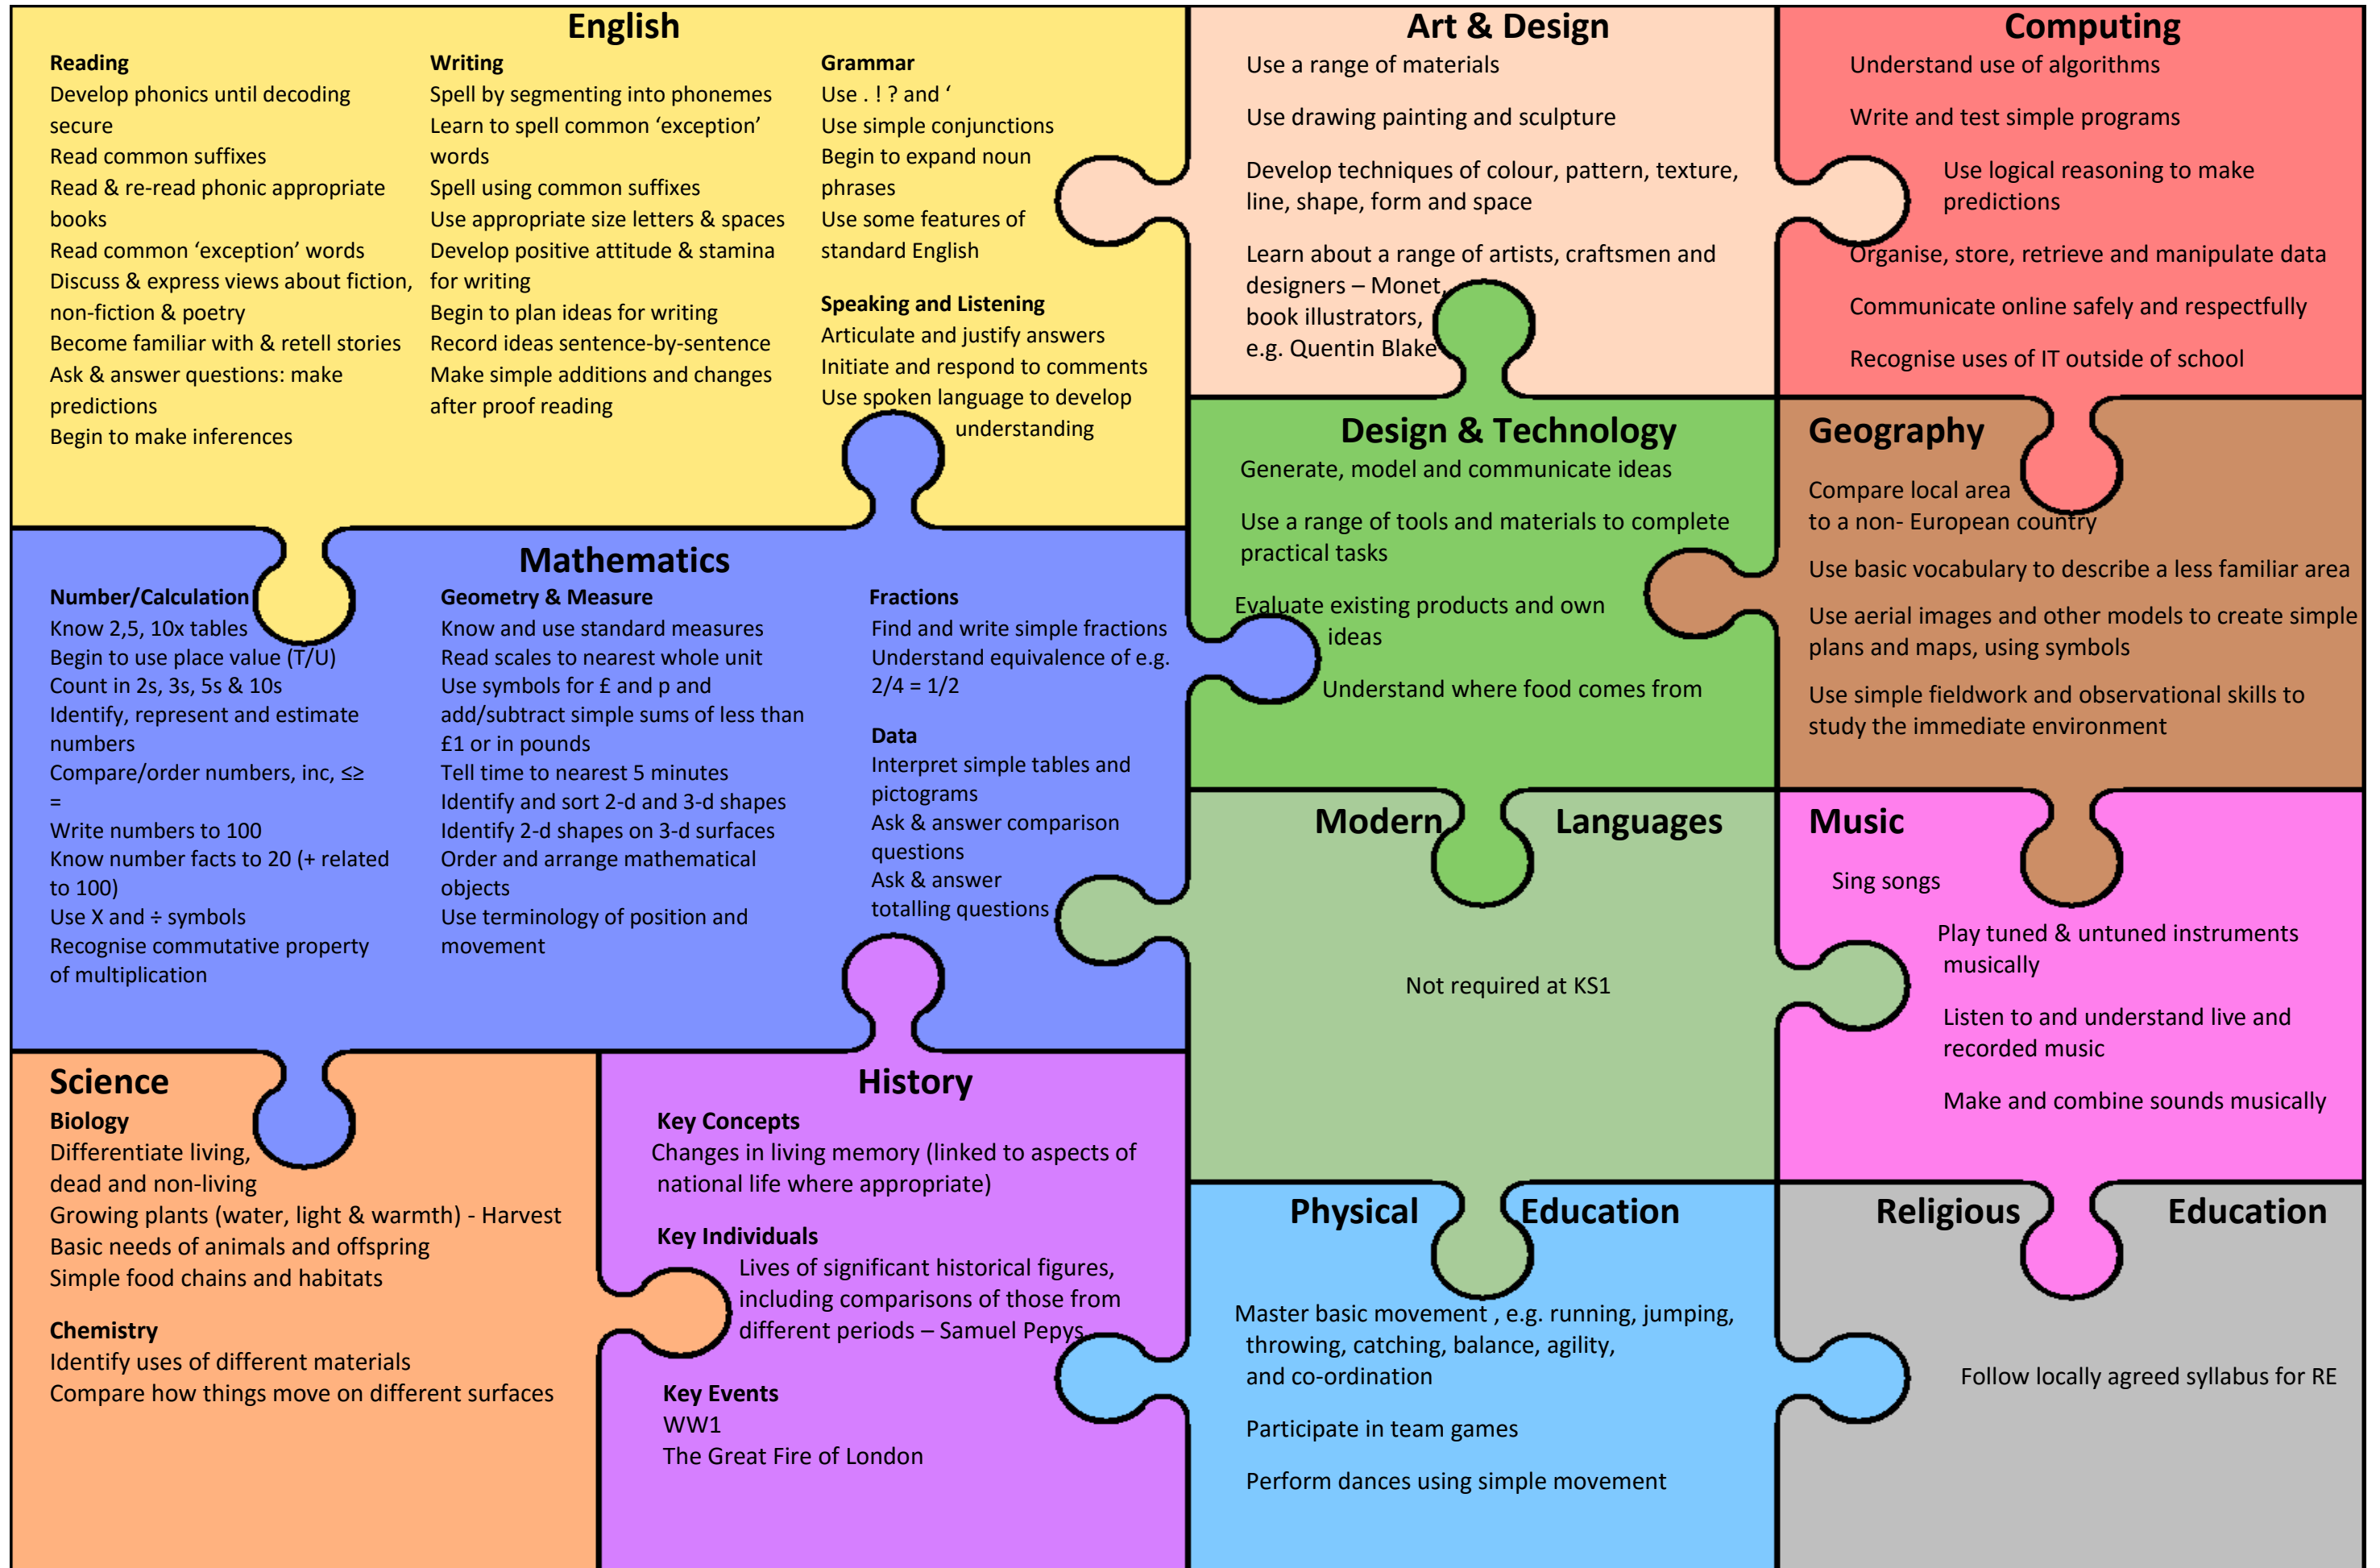 English
Reading
Develop phonics until decoding
secure
Read common suffixes
Read & re-read phonic appropriate
books
Read common ‘exception’ words
Discuss & express views about fiction,
non-fiction & poetry
Become familiar with & retell stories
Ask & answer questions: make
predictions
Begin to make inferences
Writing
Spell by segmenting into phonemes
Learn to spell common ‘exception’
words
Spell using common suffixes
Use appropriate size letters & spaces
Develop positive attitude & stamina
for writing
Begin to plan ideas for writing
Record ideas sentence-by-sentence
Make simple additions and changes
after proof reading
Grammar
Use . ! ? and ‘
Use simple conjunctions
Begin to expand noun
phrases
Use some features of
standard English
Speaking and Listening
Articulate and justify answers
Initiate and respond to comments
Use spoken language to develop
understanding
Art & Design
Use a range of materials
Use drawing painting and sculpture
Develop techniques of colour, pattern, texture,
line, shape, form and space
Learn about a range of artists, craftsmen and
designers – Monet,
book illustrators,
e.g. Quentin Blake
Computing
Understand use of algorithms
Write and test simple programs
Use logical reasoning to make
predictions
Organise, store, retrieve and manipulate data
Communicate online safely and respectfully
Recognise uses of IT outside of school
Mathematics
Number/Calculation
Know 2,5, 10x tables
Begin to use place value (T/U)
Count in 2s, 3s, 5s & 10s
Identify, represent and estimate
numbers
Compare/order numbers, inc, ≤≥
=
Write numbers to 100
Know number facts to 20 (+ related
to 100)
Use X and ÷ symbols
Recognise commutative property
of multiplication
Geometry & Measure
Know and use standard measures
Read scales to nearest whole unit
Use symbols for £ and p and
add/subtract simple sums of less than
£1 or in pounds
Tell time to nearest 5 minutes
Identify and sort 2-d and 3-d shapes
Identify 2-d shapes on 3-d surfaces
Order and arrange mathematical
objects
Use terminology of position and
movement
Fractions
Find and write simple fractions
Understand equivalence of e.g.
2/4 = 1/2
Data
Interpret simple tables and
pictograms
Ask & answer comparison
questions
Ask & answer
totalling questions
Design & Technology
Generate, model and communicate ideas
Use a range of tools and materials to complete
practical tasks
Evaluate existing products and own
ideas
Understand where food comes from
Geography
Compare local area
to a non- European country
Use basic vocabulary to describe a less familiar area
Use aerial images and other models to create simple
plans and maps, using symbols
Use simple fieldwork and observational skills to
study the immediate environment
Modern Languages
Not required at KS1
Music
Sing songs
Play tuned & untuned instruments
musically
Listen to and understand live and
recorded music
Make and combine sounds musically
Science
Biology
Differentiate living,
dead and non-living
Growing plants (water, light & warmth) - Harvest
Basic needs of animals and offspring
Simple food chains and habitats
Chemistry
Identify uses of different materials
Compare how things move on different surfaces
History
Key Concepts
Changes in living memory (linked to aspects of
national life where appropriate)
Key Individuals
Lives of significant historical figures,
including comparisons of those from
different periods – Samuel Pepys
Key Events
WW1
The Great Fire of London
Physical Education
Master basic movement , e.g. running, jumping,
throwing, catching, balance, agility,
and co-ordination
Participate in team games
Perform dances using simple movement
Religious Education
Follow locally agreed syllabus for RE